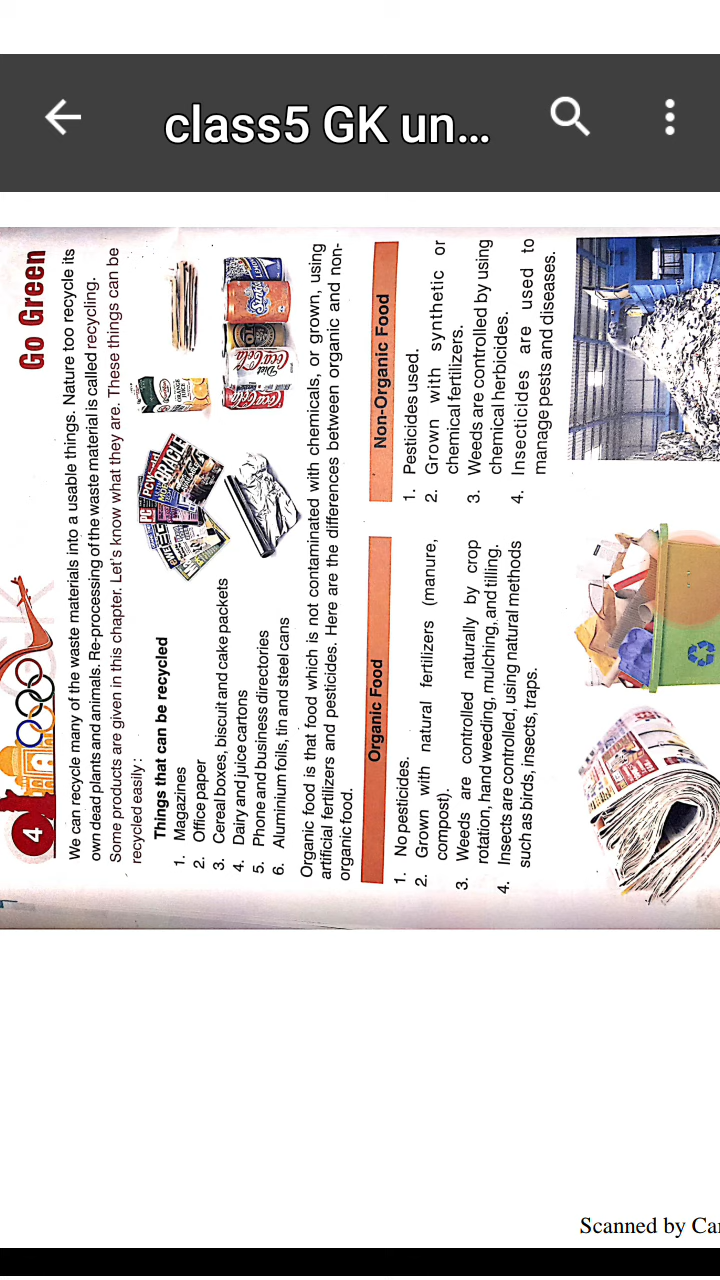 class5 GK un...
4
Go Green
We can recycle many of the waste materials into a usable things. Nature too recycle its
own dead plants and animals. Re-processing of the waste material is called recycling.
Some products are given in this chapter. Let's know what they are. These things can be
recycled easily:
Things that can be recycled
1. Magazines
2. Office paper
3. Cereal boxes, biscuit and cake packets
4. Dairy and juice cartons
5. Phone and business directories
6. Aluminium foils, tin and steel cans
PC
PCW
ORACLE
ORANGE
Coca-Cola
Diet
Coca-Cola
Organic food is that food which is not contaminated with chemicals, or grown, using
artificial fertilizers and pesticides. Here are the differences between organic and non-
organic food.
Organic Food
1. No pesticides.
2. Grown with natural fertilizers (manure,
compost).
3. Weeds are controlled naturally by crop
rotation, hand weeding, mulching, and tilling.
4. Insects are controlled, using natural methods
such as birds, insects, traps.
Non-Organic Food
1. Pesticides used.
2. Grown with synthetic or
chemical fertilizers.
3. Weeds are controlled by using
chemical herbicides.
4. Insecticides are used to
manage pests and diseases.
Scanned by Ca